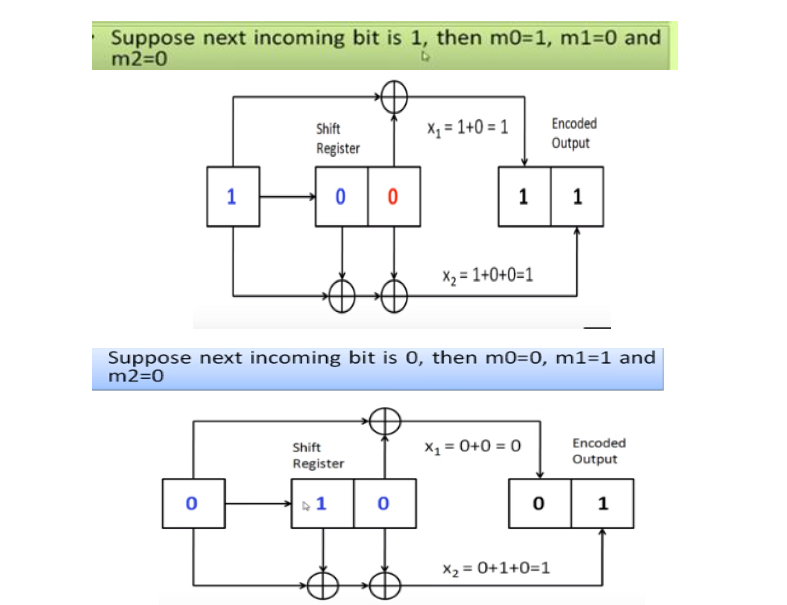 Suppose next incoming bit is 1, then m0=1, m1=0 and
m2=0
Shift
Register
x₁ = 1+0 = 1
Encoded
Output
1
0
0
1
1
x₂ = 1+0+0=1
Suppose next incoming bit is 0, then m0=0, m1=1 and
m2=0
Shift
Register
x₁ = 0+0 = 0
Encoded
Output
0
1
0
0
1
x₂ = 0+1+0=1